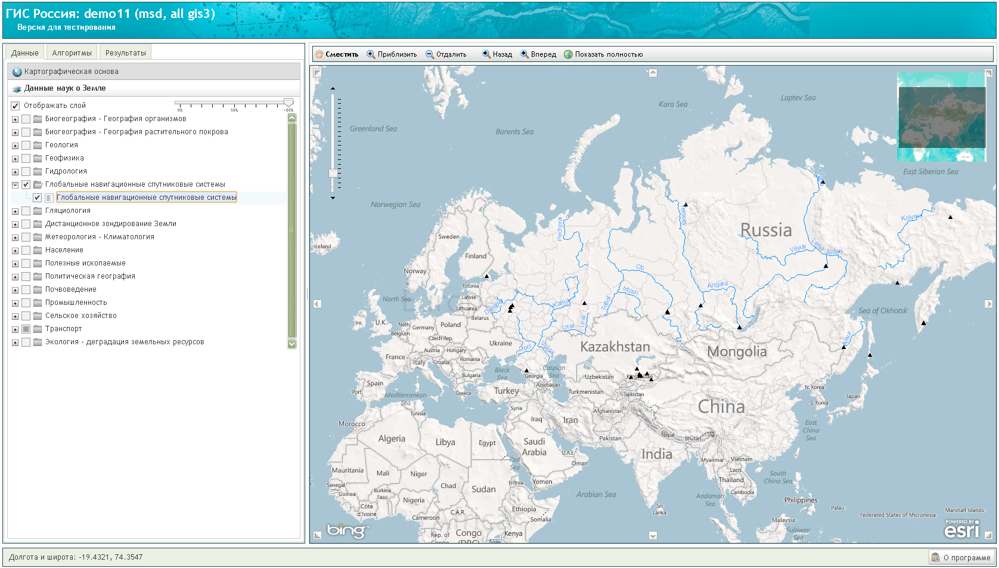 ГИС Россия: demo11 (msd, all gis3)
Версия для тестирования
Данные
Алгоритмы
Результаты
Картографическая основа
Данные наук о Земле
Отображать слой
0%
50%
100%
Биогеография - География организмов
Биогеография - География растительного покрова
Геология
Геофизика
Гидрология
Глобальные навигационные спутниковые системы
Глобальные навигационные спутниковые системы
Гляциология
Дистанционное зондирование Земли
Метеорология - Климатология
Население
Полезные ископаемые
Политическая география
Почвоведение
Промышленность
Сельское хозяйство
Транспорт
Экология - деградация земельных ресурсов
Сместить
Приблизить
Отдалить
Назад
Вперед
Показать полностью
Laptev Sea
Kara Sea
Greenland Sea
Barents Sea
East Siberian Sea
Norwegian Sea
Kolyma
Yenisey
Pechora
Russia
Sweden
Iceland
Lena
Vilyuy
Aldan
Finland
Norway
Ob
Angara
Estonia
Irtysh
North Sea
Latvia
Tobol
Kama
Dnieper
Lithuania
Sea of Okhotsk
Belarus
Ire.
U.K.
Neth.
Poland
Ural
Ural
Germany
Belgium
Czech Rep.
Amur
Ukraine
Kazakhstan
Don
Volga
Mongolia
Austria
Hungary
France
Romania
Italy
Croatia
Black
Sea
Caspian
Sea
Bulgaria
Georgia
Uzbekistan
Kyrgyzstan
Spain
Azerbaijan
Port.
Turkey
Turkmenistan
Tajikistan
N. Korea
Greece
Mediterranean
Sea
Japan
S. Korea
China
Syria
Afghanistan
Tunisia
Iraq
Iran
Morocco
East
China
Sea
Nepal
Bhutan
Pakistan
Algeria
Libya
Egypt
Saudi
Arabia
U.A.E.
India
Red
Sea
Oman
Myanmar
Vietnam
Mauritania
Mali
Niger
Laos
South
China Sea
Thailand
Yemen
Eritrea
Chad
Senegal
Sudan
Burkina
Faso
Guinea
Arabian Sea
Cambodia
Andaman
Sea
Nigeria
Philippines
Côte
d'Ivoire
Sri
Lanka
Palau
Marshall Islands
C.A.R.
Ethiopia
Federated States of Micronesia
Cameroon
Somalia
Malaysia
Rep. of
Congo
Congo
(DRC)
Kenya
Sulawesi
Sea
Nile
bing™
POWERED BY
esri
Долгота и широта: -19.4321, 74.3547
О программе